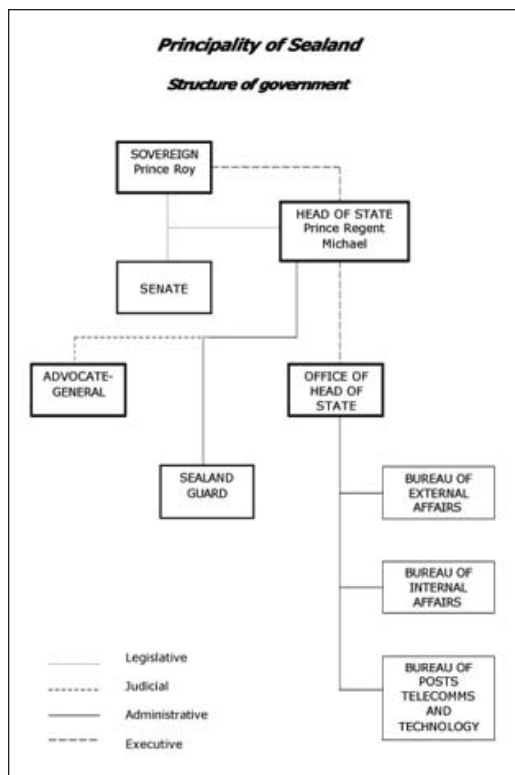 Principality of Sealand
Structure of government
SOVEREIGN
Prince Roy
HEAD OF STATE
Prince Regent
Michael
SENATE
ADVOCATE-
GENERAL
OFFICE OF
HEAD OF
STATE
SEALAND
GUARD
BUREAU OF
EXTERNAL
AFFAIRS
BUREAU OF
INTERNAL
AFFAIRS
BUREAU OF
POSTS
TELECOMMS
AND
TECHNOLOGY
Legislative
Judicial
Administrative
Executive